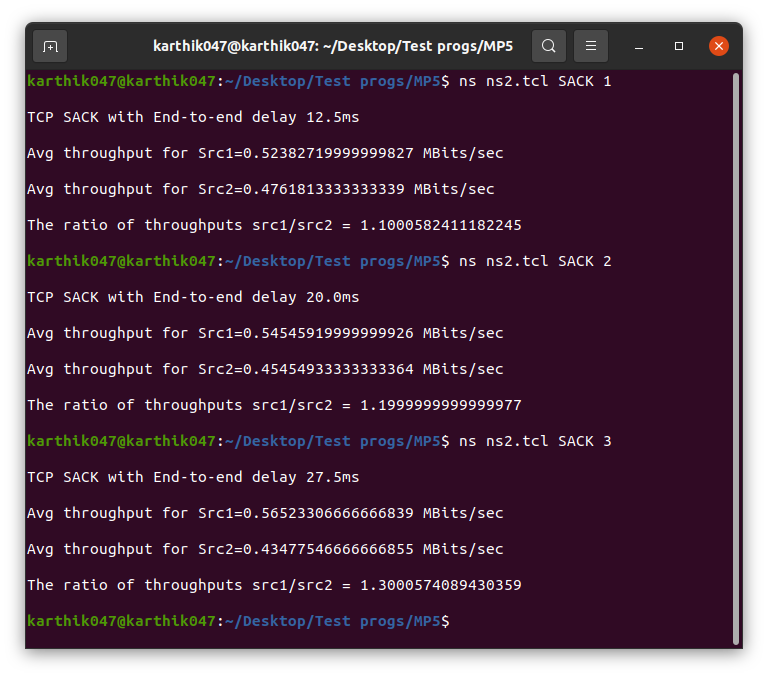 karthik047@karthik047: ~/Desktop/Test progs/MP5
karthik047@karthik047:~/Desktop/Test progs/MP5$ ns ns2.tcl SACK 1
TCP SACK with End-to-end delay 12.5ms
Avg throughput for Src1=0.52382719999999827 MBits/sec
Avg throughput for Src2=0.4761813333333339 MBits/sec
The ratio of throughputs src1/src2 = 1.1000582411182245
karthik047@karthik047:~/Desktop/Test progs/MP5$ ns ns2.tcl SACK 2
TCP SACK with End-to-end delay 20.0ms
Avg throughput for Src1=0.54545919999999926 MBits/sec
Avg throughput for Src2=0.45454933333333364 MBits/sec
The ratio of throughputs src1/src2 = 1.1999999999999977
karthik047@karthik047:~/Desktop/Test progs/MP5$ ns ns2.tcl SACK 3
TCP SACK with End-to-end delay 27.5ms
Avg throughput for Src1=0.56523306666666839 MBits/sec
Avg throughput for Src2=0.43477546666666855 MBits/sec
The ratio of throughputs src1/src2 = 1.3000574089430359
karthik047@karthik047:~/Desktop/Test progs/MP5$